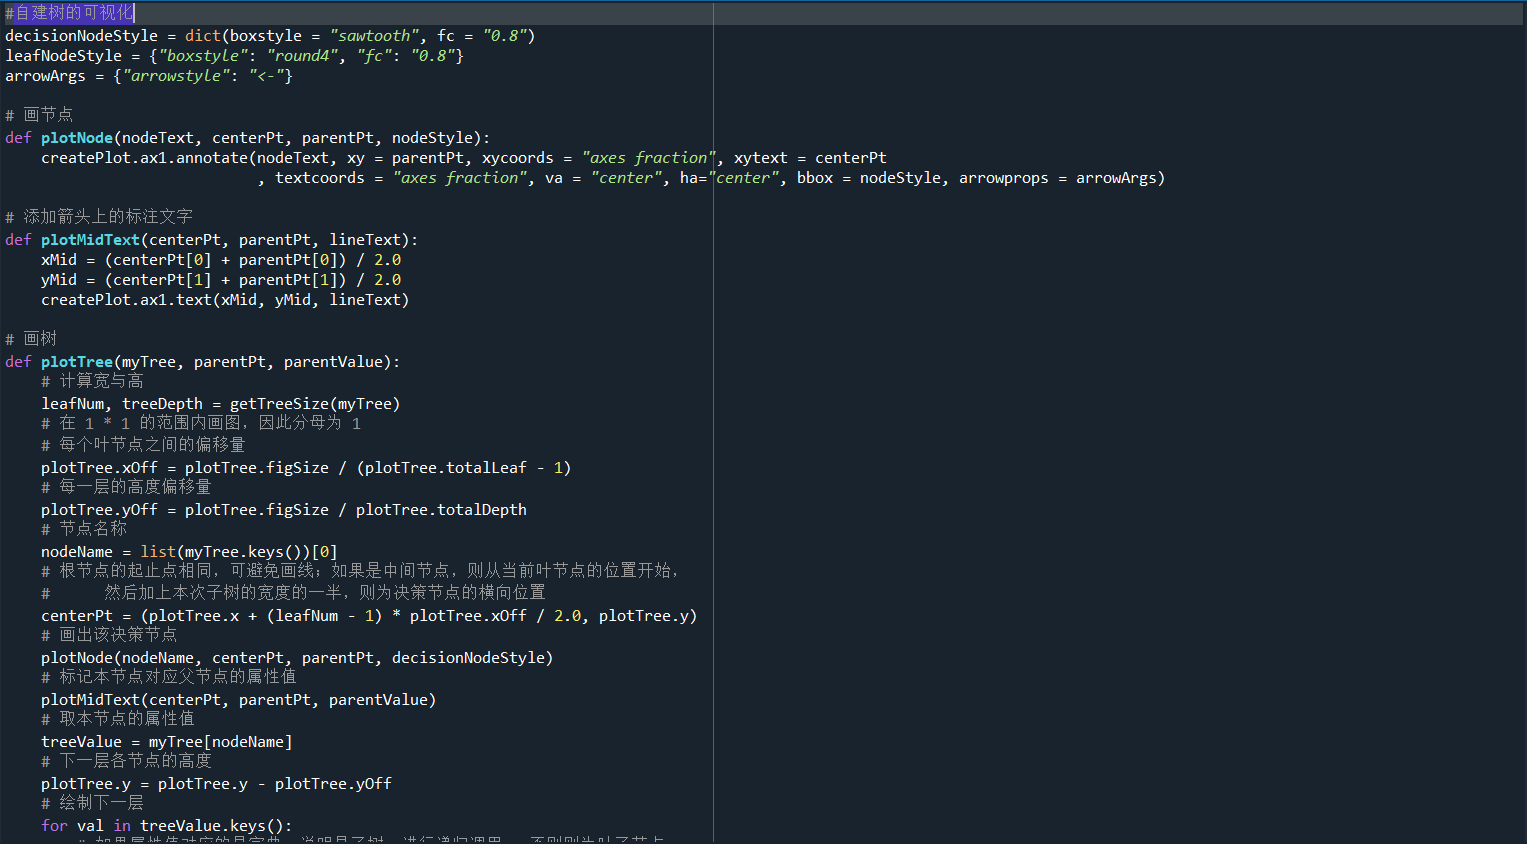 #自建树的可视化
decisionNodeStyle = dict(boxstyle = "sawtooth", fc = "0.8")
leafNodeStyle = {"boxstyle": "round4", "fc": "0.8"}
arrowArgs = {"arrowstyle": "<-"}
# 画节点
def plotNode(nodeText, centerPt, parentPt, nodeStyle):
    createPlot.ax1.annotate(nodeText, xy = parentPt, xycoords = "axes fraction", xytext = centerPt
                            , textcoords = "axes fraction", va = "center", ha="center", bbox = nodeStyle, arrowprops = arrowArgs)
# 添加箭头上的标注文字
def plotMidText(centerPt, parentPt, lineText):
    xMid = (centerPt[0] + parentPt[0]) / 2.0
    yMid = (centerPt[1] + parentPt[1]) / 2.0
    createPlot.ax1.text(xMid, yMid, lineText)
# 画树
def plotTree(myTree, parentPt, parentValue):
    # 计算宽与高
    leafNum, treeDepth = getTreeSize(myTree)
    # 在 1 * 1 的范围内画图，因此分母为 1
    # 每个叶节点之间的偏移量
    plotTree.xOff = plotTree.figSize / (plotTree.totalLeaf - 1)
    # 每一层的高度偏移量
    plotTree.yOff = plotTree.figSize / plotTree.totalDepth
    # 节点名称
    nodeName = list(myTree.keys())[0]
    # 根节点的起止点相同，可避免画线；如果是中间节点，则从当前叶节点的位置开始，
    #      然后加上本次子树的宽度的一半，则为决策节点的横向位置
    centerPt = (plotTree.x + (leafNum - 1) * plotTree.xOff / 2.0, plotTree.y)
    # 画出该决策节点
    plotNode(nodeName, centerPt, parentPt, decisionNodeStyle)
    # 标记本节点对应父节点的属性值
    plotMidText(centerPt, parentPt, parentValue)
    # 取本节点的属性值
    treeValue = myTree[nodeName]
    # 下一层各节点的高度
    plotTree.y = plotTree.y - plotTree.yOff
    # 绘制下一层
    for val in treeValue.keys():